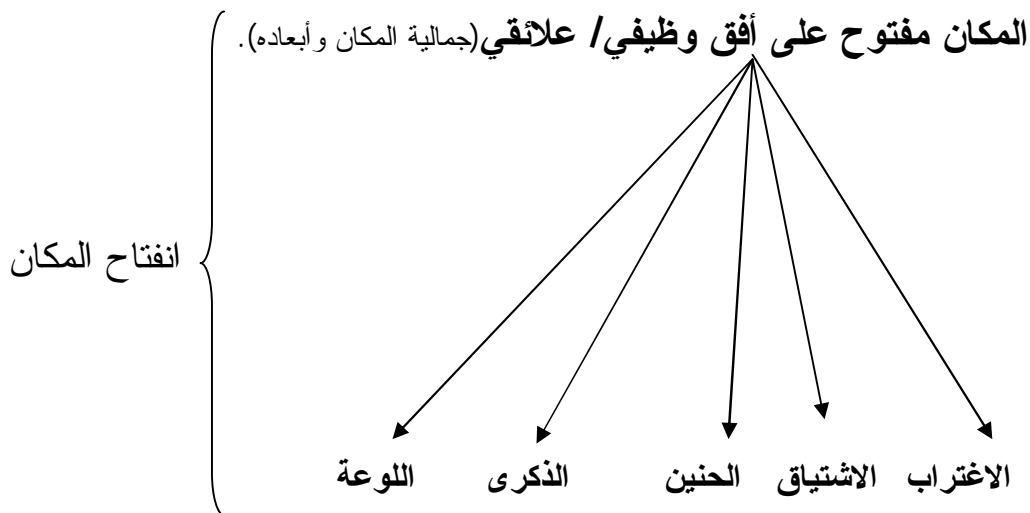 المكان مفتوح على أفق وظيفي/ علائقي(جمالية المكان وأبعاده).
انفتاح المكان
الاغتراب الاشتياق الحنين الذكرى اللوعة